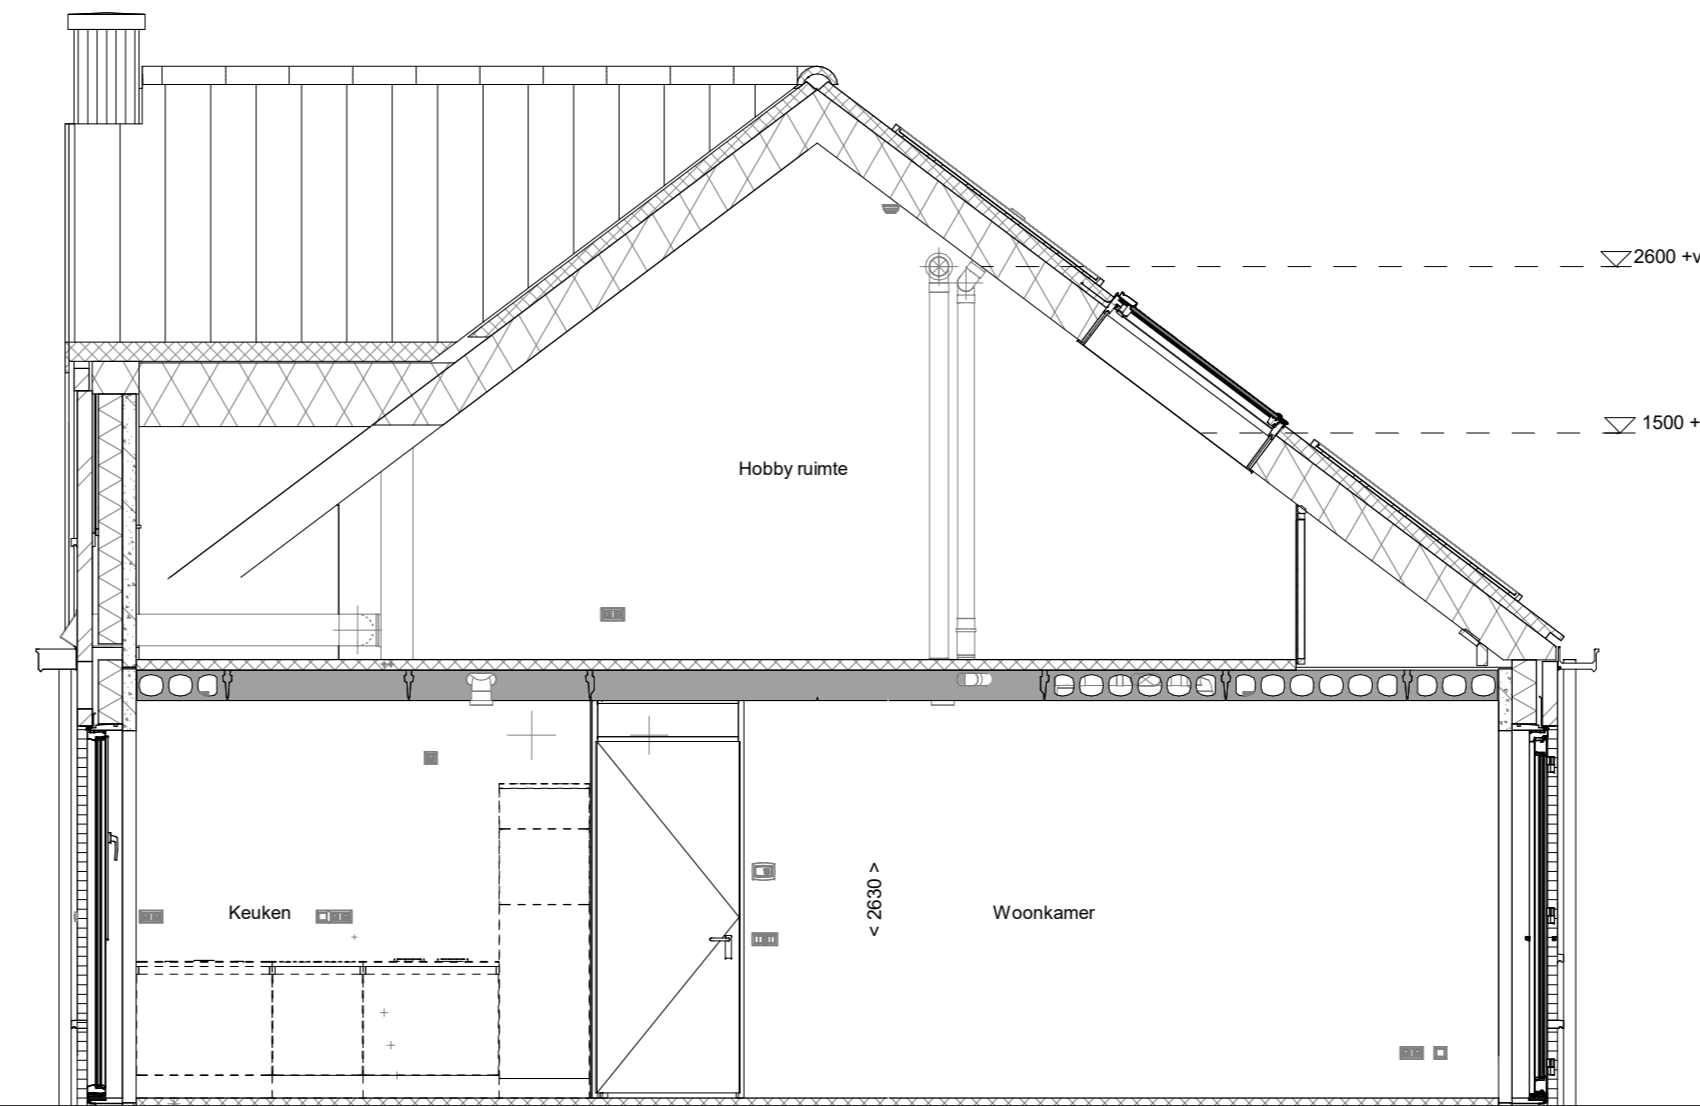 2600 +v
1500 +
Hobby ruimte
< 2630 >
Keuken
Woonkamer